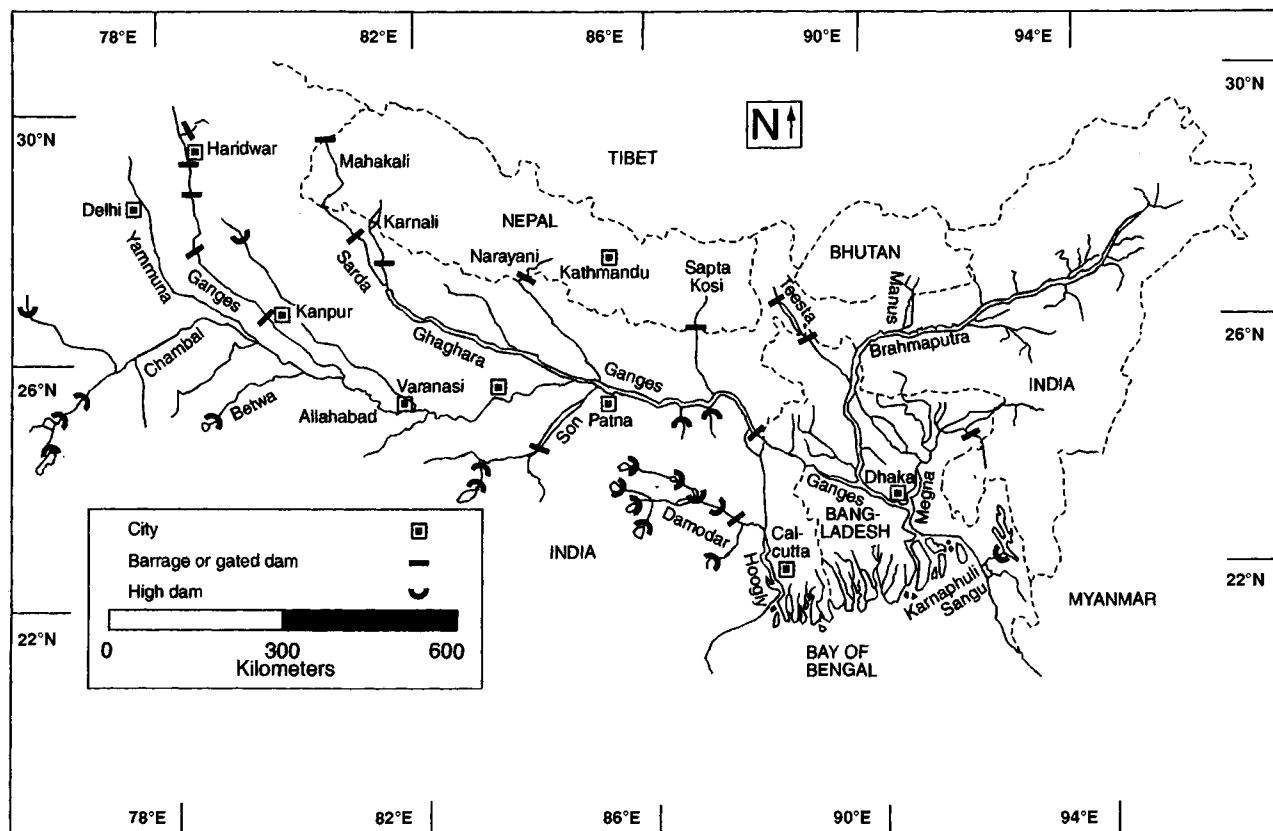 78°E
82°E
86°E
90°E
94°E
30°N
30°N
Haridwar
Mahakali
TIBET
N
Delhi
Karnali
NEPAL
BHUTAN
Narayani
Kathmandu
Sapta
Kosi
Teesta
Manus
Yammuna
Ganges
Sarda
Kanpur
26°N
Brahmaputra
Chambal
Ghaghara
Ganges
INDIA
26°N
Varanasi
Betwa
Allahabad
Patna
Son
Dhaka
Megna
Ganges
BANG-
LADESH
Damodar
Cal-
cutta
INDIA
Hoogly
22°N
Karnaphuli
Sangu
MYANMAR
BAY OF
BENGAL
City
Barrage or gated dam
High dam
0
300
600
Kilometers
22°N
78°E
82°E
86°E
90°E
94°E